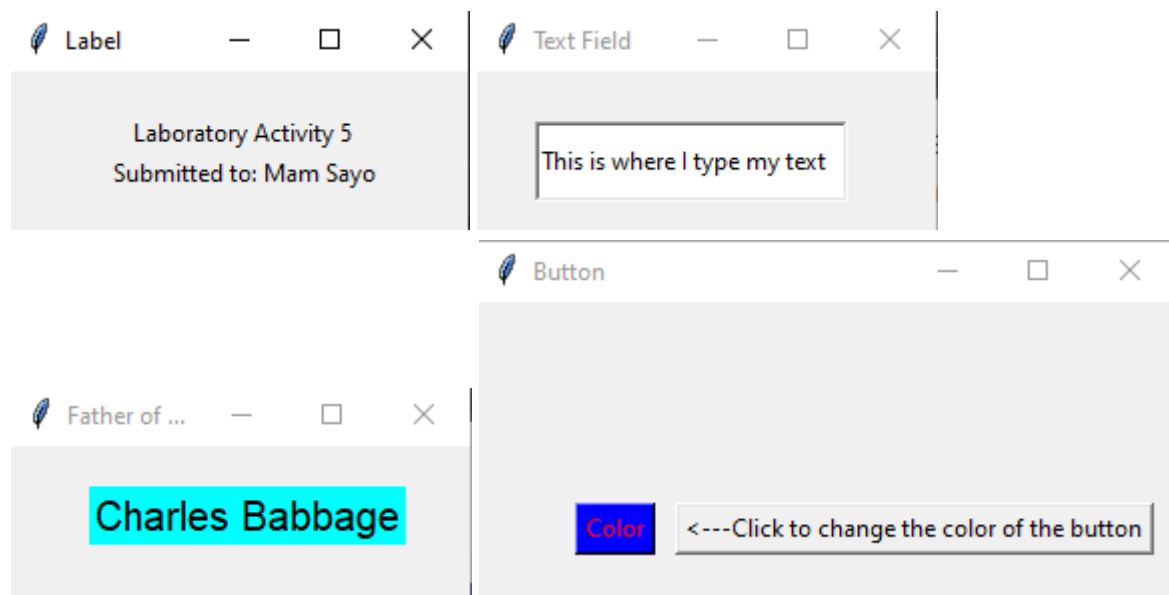 Label
Laboratory Activity 5
Submitted to: Mam Sayo
Text Field
This is where I type my text
Father of ...
Charles Babbage
Button
Color
<---Click to change the color of the button